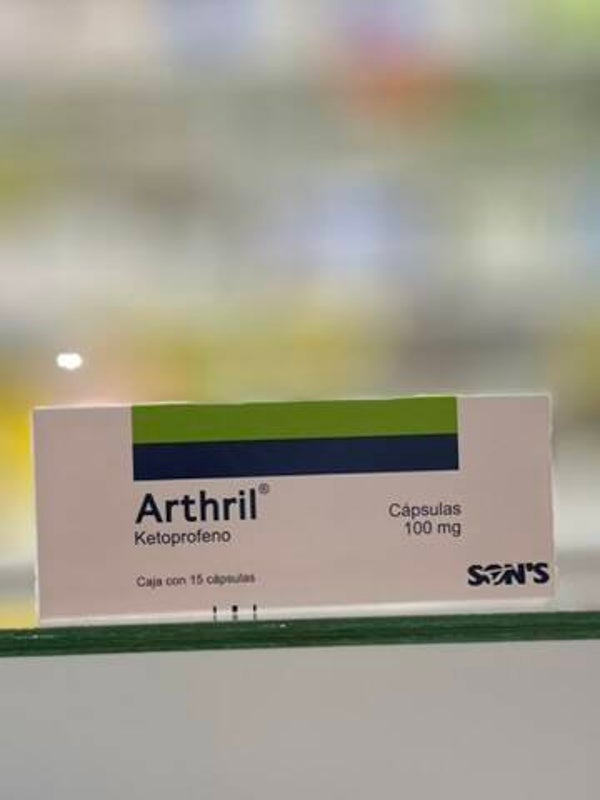 Arthril®
Ketoprofeno
Cápsulas
100 mg
Caja con 15 cápsulas
SON'S